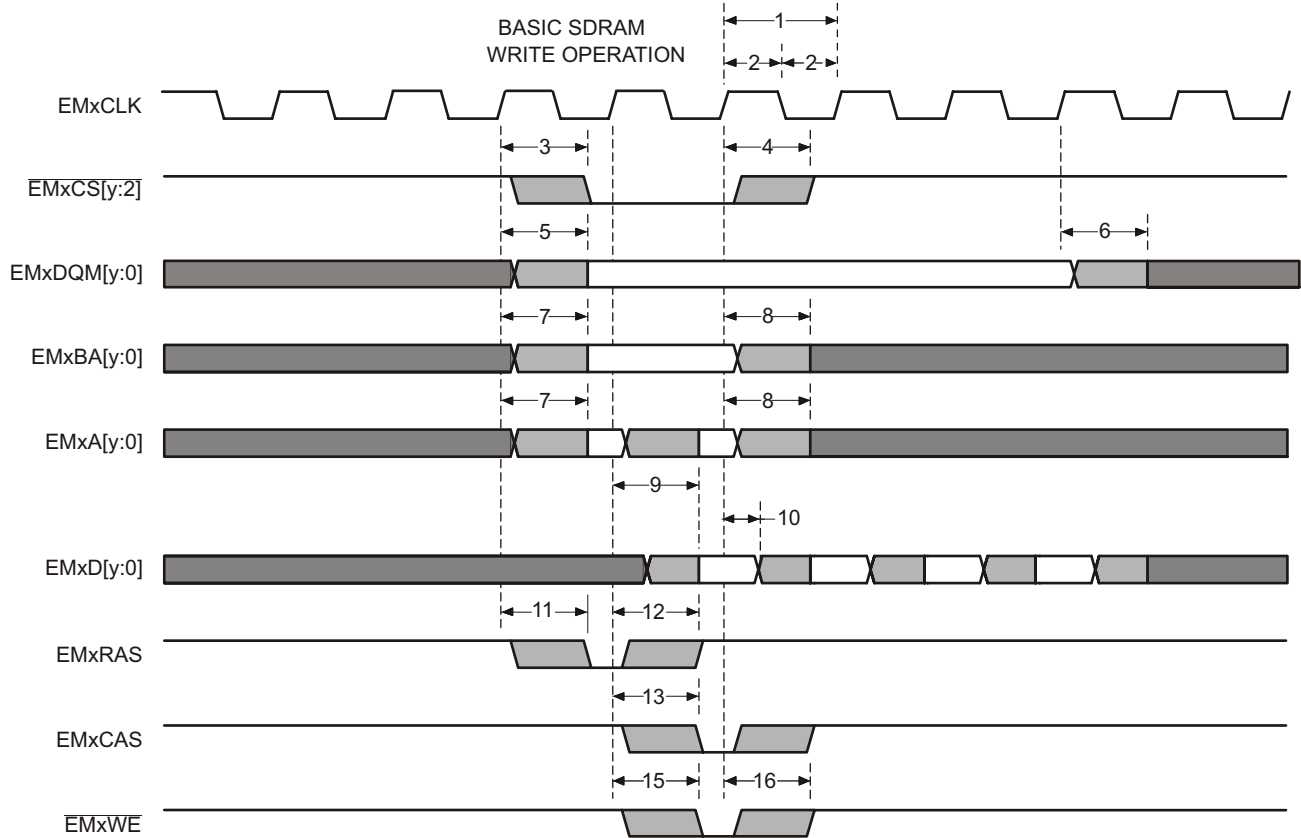 BASIC SDRAM
WRITE OPERATION
1
2 2
EMxCLK
3 4
EMxCS[y:2]
5 6
EMxDQM[y:0]
7 8
EMxBA[y:0]
7 8
EMxA[y:0]
9
10
EMxD[y:0]
11 12
EMxRAS
13
EMxCAS
15 16
EMxWE